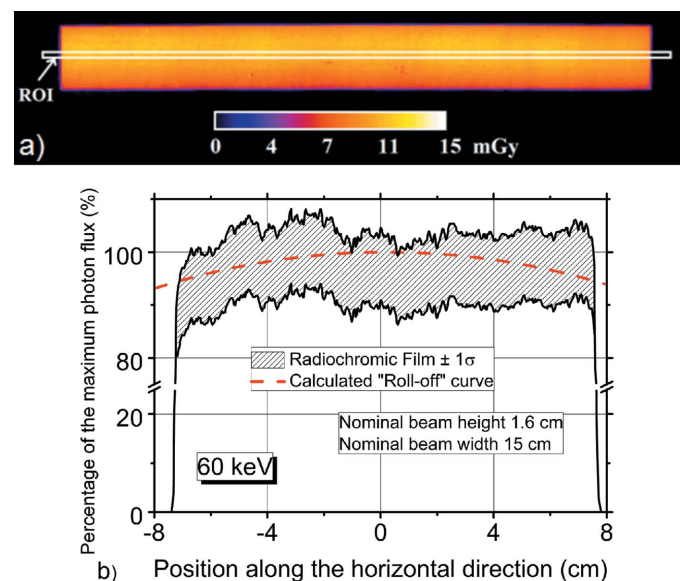 ROI
0 4 7 11 15 mGy
a)
Percentage of the maximum photon flux (%)
100
80
20
0
Radiochromic Film ± 1σ
Calculated "Roll-off" curve
Nominal beam height 1.6 cm
Nominal beam width 15 cm
60 keV
-8 -4 0 4 8
b) Position along the horizontal direction (cm)